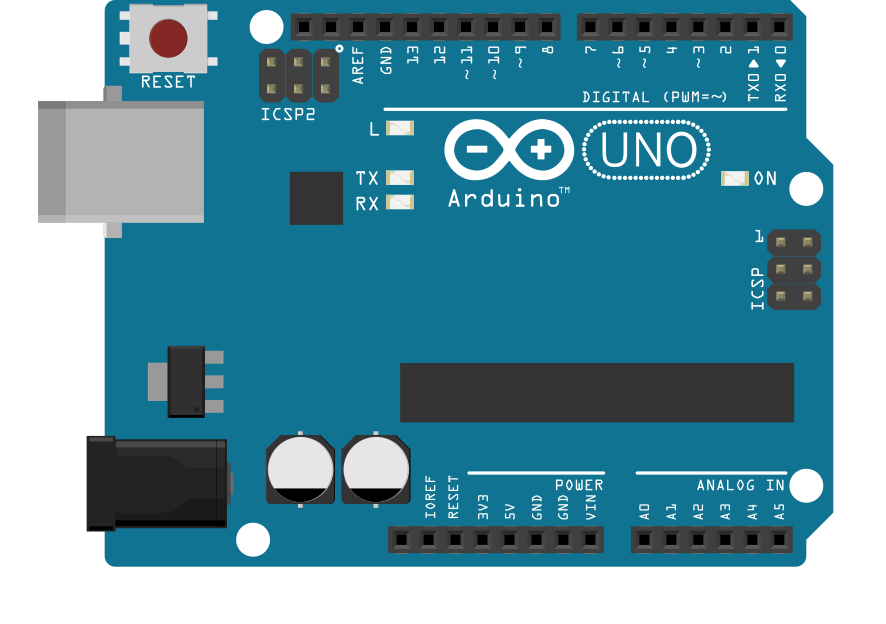 RESET
ICSP2
AREF
GND
13
12
~11
~10
~9
8
7
~6
~5
4
~3
2
TX0▶1
RX0◀0
DIGITAL (PWM=~)
L
TX
RX
UNO
Arduino™
ON
1
ICSP
POWER
ANALOG IN
IOREF
RESET
3V3
5V
GND
GND
VIN
A0
A1
A2
A3
A4
A5